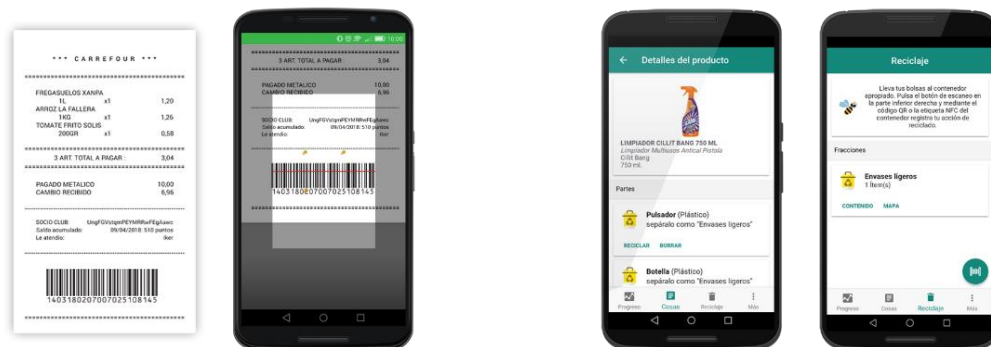 *** CARREFOUR ***
FREGASUELOS XANPA
1L x1 1,20
ARROZ LA FALLERA
1KG x1 1,26
TOMATE FRITO SOLIS
200GR x1 0,58
3 ART. TOTAL A PAGAR : 3,04
PAGADO METALICO 10,00
CAMBIO RECIBIDO 6,96
SOCIO CLUB:
Saldo acumulado: 09/04/2018: 510 puntos
Le atendio: iker
1403180207007025108145
10:00
3 ART. TOTAL A PAGAR : 3,04
PAGADO METALICO 10,00
CAMBIO RECIBIDO 6,96
SOCIO CLUB:
Saldo acumulado: 09/04/2018: 510 puntos
Le atendio: iker
1403180207007025108145
Detalles del producto
LIMPIADOR CILLIT BANG 750 ML
Limpiador Multiusos Antical Pistola
Cillit Bang
750 ml.
Partes
Pulsador (Plástico)
sepáralo como "Envases ligeros"
RECICLAR BORRAR
Botella (Plástico)
sepáralo como "Envases ligeros"
Progreso Cosas Reciclaje Más
Reciclaje
Lleva tus bolsas al contenedor
apropiado. Pulsa el botón de escaneo en
la parte inferior derecha y mediante el
código QR o la etiqueta NFC del
contenedor registra tu acción de
reciclado.
Fracciones
Envases ligeros
1 Ítem(s)
CONTENIDO MAPA
Progreso Cosas Reciclaje Más